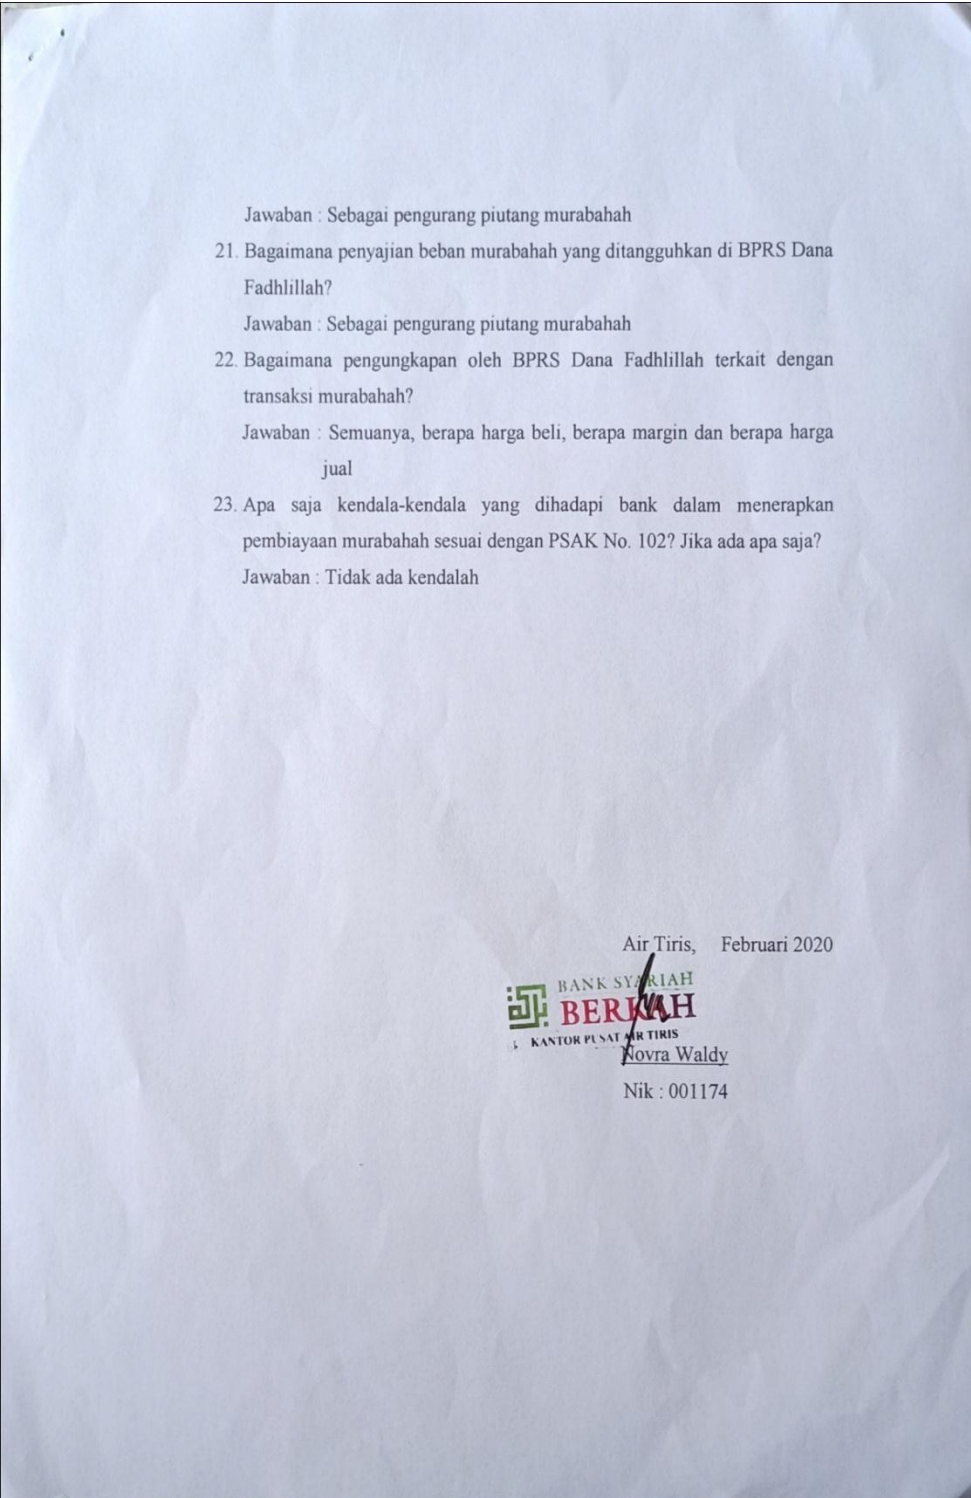 Jawaban : Sebagai pengurang piutang murabahah
21. Bagaimana penyajian beban murabahah yang ditangguhkan di BPRS Dana
Fadhlillah?
Jawaban : Sebagai pengurang piutang murabahah
22. Bagaimana pengungkapan oleh BPRS Dana Fadhlillah terkait dengan
transaksi murabahah?
Jawaban : Semuanya, berapa harga beli, berapa margin dan berapa harga
jual
23. Apa saja kendala-kendala yang dihadapi bank dalam menerapkan
pembiayaan murabahah sesuai dengan PSAK No. 102? Jika ada apa saja?
Jawaban : Tidak ada kendalah
Air Tiris, Februari 2020
BANK SYARIAH
BERKAH
KANTOR PUSAT AIR TIRIS
Novra Waldy
Nik : 001174